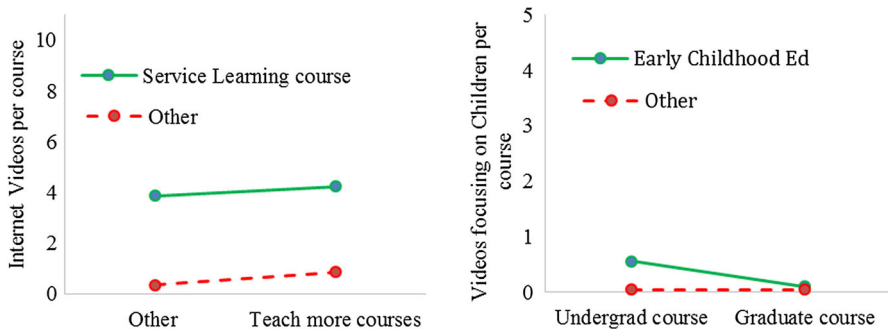 Internet Videos per course
10
8
6
4
2
0
Service Learning course
Other
Other
Teach more courses
Videos focusing on Children per
course
5
4
3
2
1
0
Early Childhood Ed
Other
Undergrad course
Graduate course